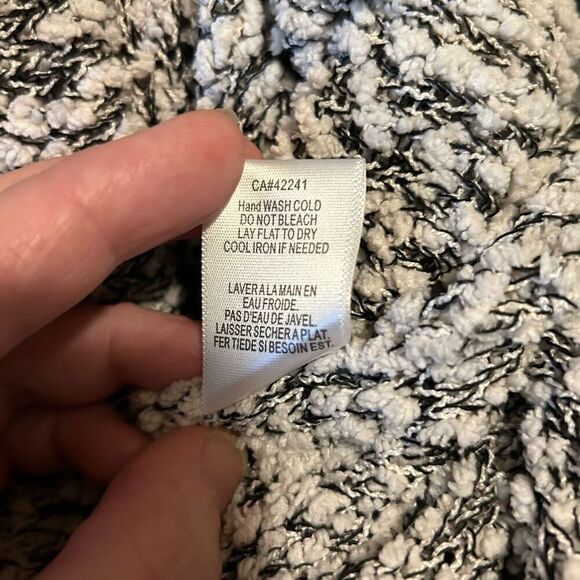 CA#42241
Hand WASH COLD
DO NOT BLEACH
LAY FLAT TO DRY
COOL IRON IF NEEDED
LAVER A LA MAIN EN
EAU FROIDE.
PAS D'EAU DE JAVEL.
LAISSER SECHER A PLAT.
FER TIEDE SI BESOIN EST.